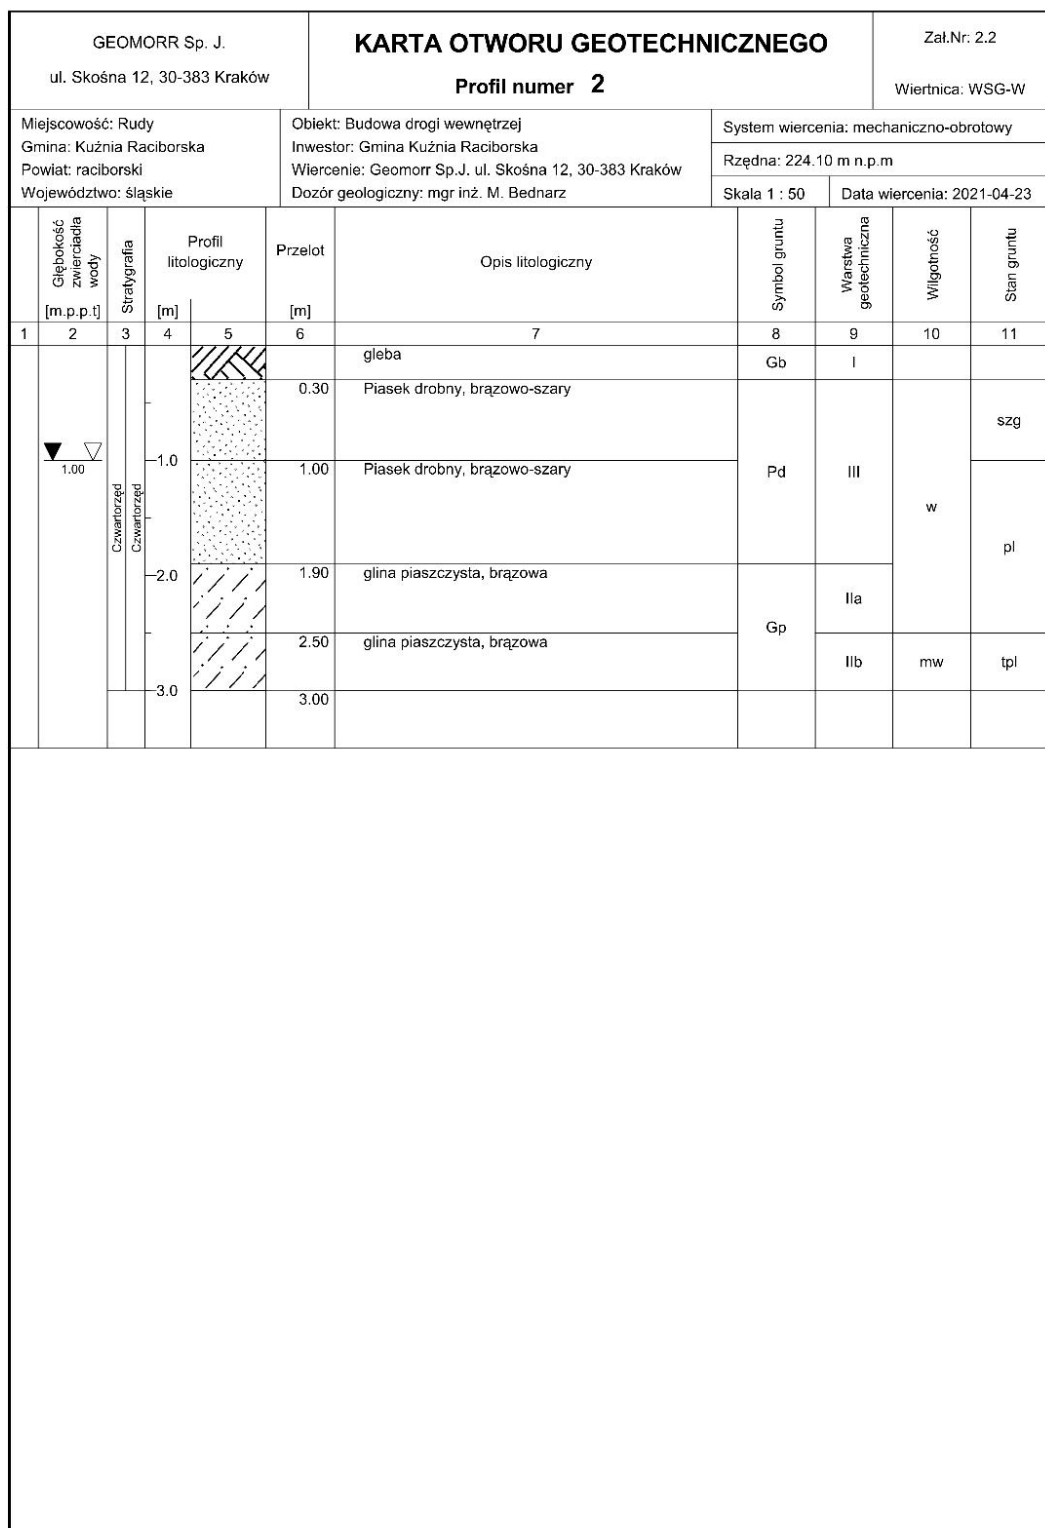 GEOMORR Sp. J.
ul. Skośna 12, 30-383 Kraków
KARTA OTWORU GEOTECHNICZNEGO
Profil numer 2
Zał.Nr: 2.2
Wiertnica: WSG-W
Miejscowość: Rudy
Gmina: Kuźnia Raciborska
Powiat: raciborski
Województwo: śląskie
Obiekt: Budowa drogi wewnętrzej
Inwestor: Gmina Kuźnia Raciborska
Wiercenie: Geomorr Sp.J. ul. Skośna 12, 30-383 Kraków
Dozór geologiczny: mgr inż. M. Bednarz
System wiercenia: mechaniczno-obrotowy
Rzędna: 224.10 m n.p.m
Skala 1 : 50
Data wiercenia: 2021-04-23
Głębokość
zwierciadła
wody
[m.p.p.t]
Stratygrafia
Profil
litologiczny
[m]
Przelot
[m]
Opis litologiczny
Symbol gruntu
Warstwa
geotechniczna
Wilgotność
Stan gruntu
1 2 3 4 5 6 7 8 9 10 11
gleba
Gb
I
0.30
Piasek drobny, brązowo-szary
szg
1.00
1.0
1.00
Piasek drobny, brązowo-szary
Pd
III
w
Czwartorzęd
Czwartorzęd
pl
2.0
1.90
glina piaszczysta, brązowa
IIa
Gp
2.50
glina piaszczysta, brązowa
IIb
mw
tpl
3.0
3.00